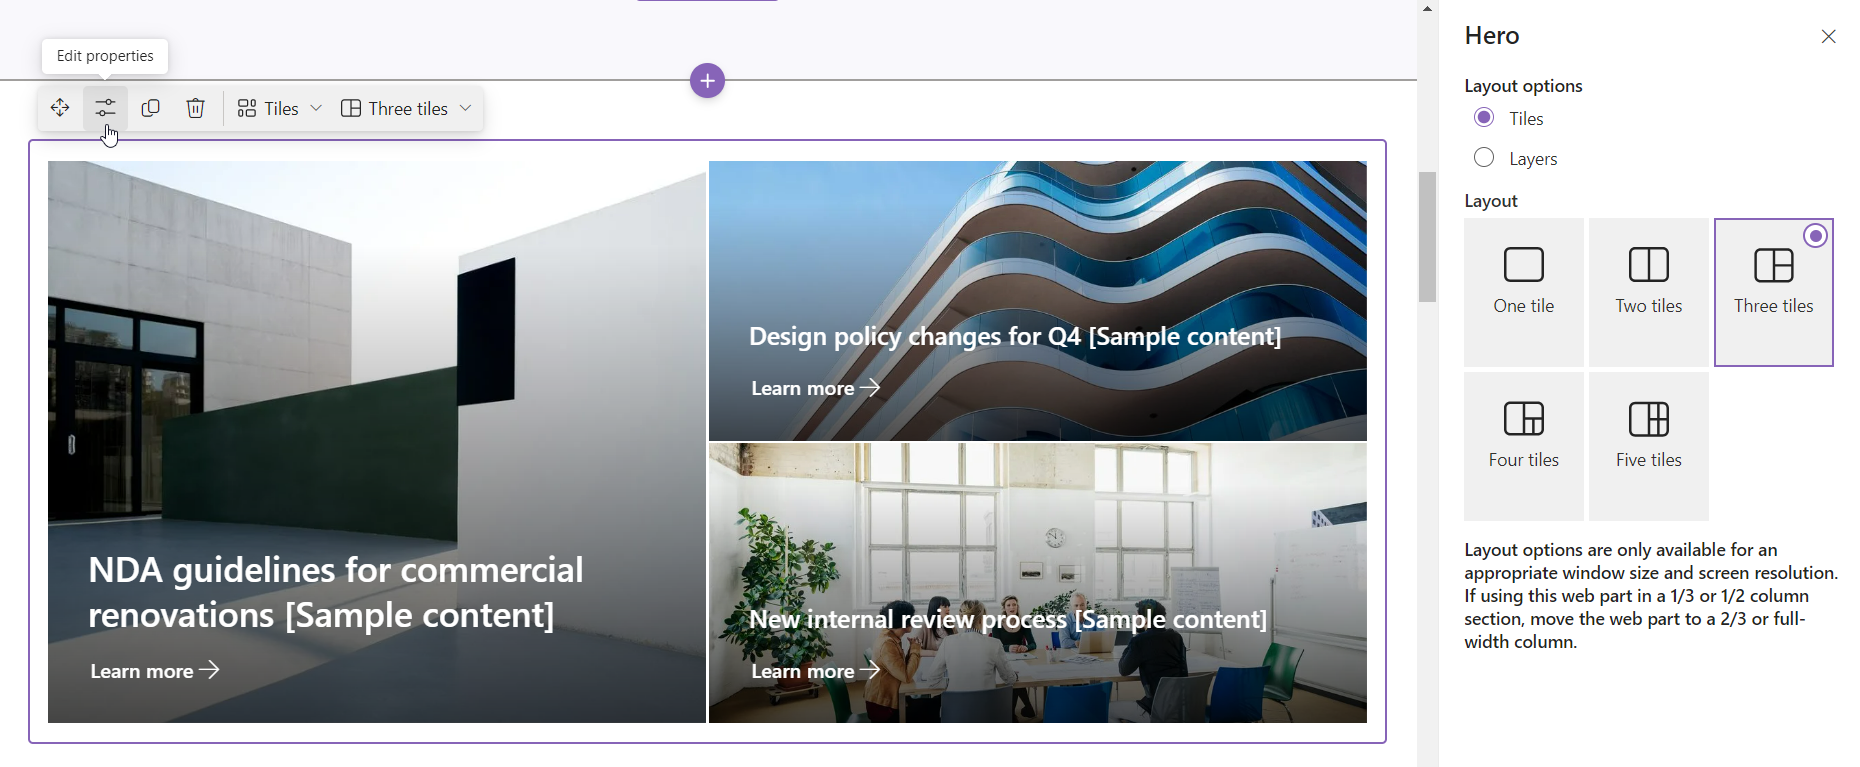 Edit properties
Tiles
Three tiles
NDA guidelines for commercial
renovations [Sample content]
Learn more
Design policy changes for Q4 [Sample content]
Learn more
New internal review process [Sample content]
Learn more
Hero
Layout options
Tiles
Layers
Layout
One tile
Two tiles
Three tiles
Four tiles
Five tiles
Layout options are only available for an
appropriate window size and screen resolution.
If using this web part in a 1/3 or 1/2 column
section, move the web part to a 2/3 or full-
width column.